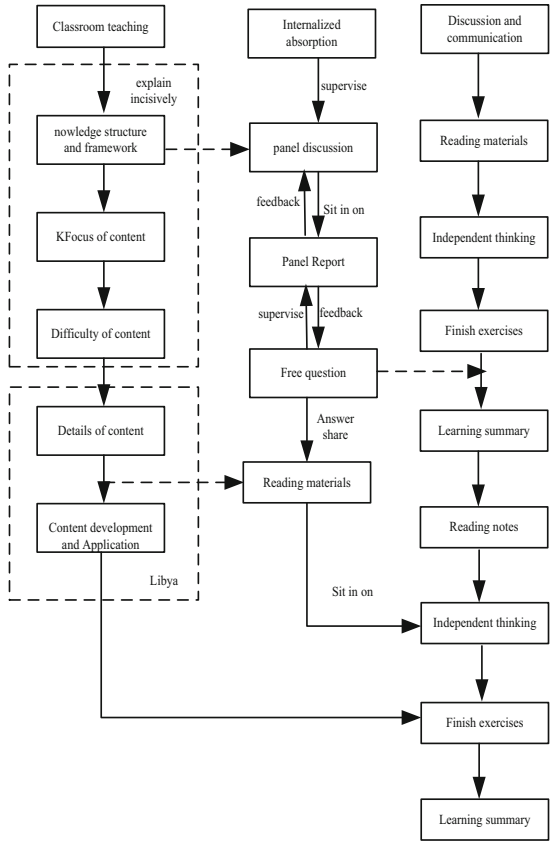 Classroom teaching
explain
incisively
nowledge structure
and framework
KFocus of content
Difficulty of content
Details of content
Content development
and Application
Libya
Internalized
absorption
supervise
panel discussion
feedback
Sit in on
Panel Report
supervise
feedback
Free question
Answer
share
Reading materials
Sit in on
Discussion and
communication
Reading materials
Independent thinking
Finish exercises
Learning summary
Reading notes
Independent thinking
Finish exercises
Learning summary